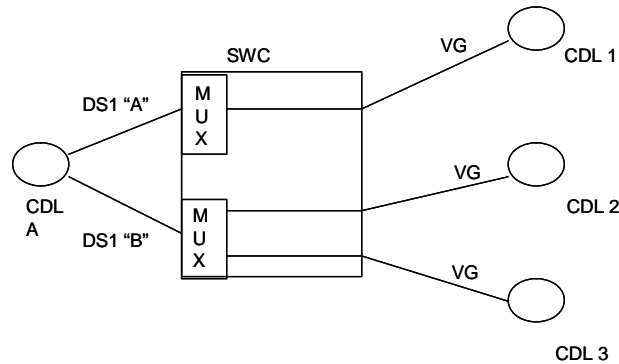 SWC
VG
CDL 1
DS1 "A"
M
U
X
VG
CDL
A
CDL 2
M
U
X
DS1 "B"
VG
CDL 3